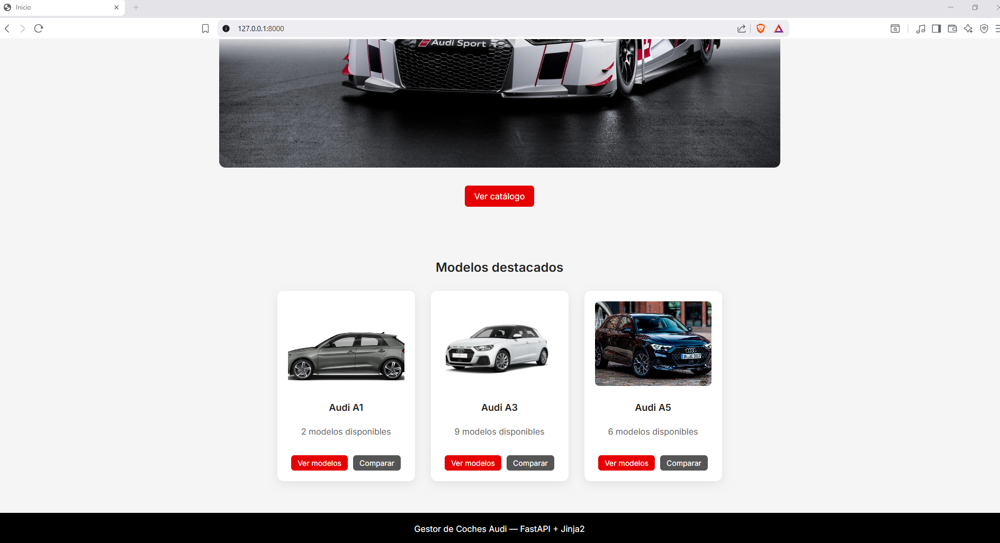 Inicio
127.0.0.1:8000
Audi Sport
Ver catálogo
Modelos destacados
Audi A1
2 modelos disponibles
Ver modelos
Comparar
Audi A3
9 modelos disponibles
Ver modelos
Comparar
Audi A5
6 modelos disponibles
Ver modelos
Comparar
Gestor de Coches Audi — FastAPI + Jinja2